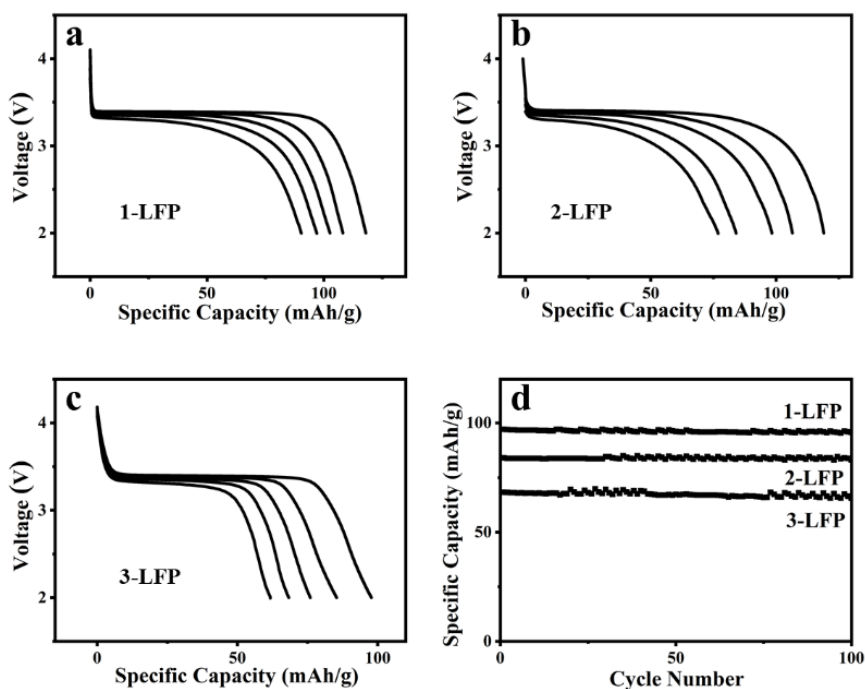 a
4
3
2
Voltage (V)
1-LFP
0
50
100
Specific Capacity (mAh/g)
b
4
3
2
Voltage (V)
2-LFP
0
50
100
Specific Capacity (mAh/g)
c
4
3
2
Voltage (V)
3-LFP
0
50
100
Specific Capacity (mAh/g)
d
100
50
0
Specific Capacity (mAh/g)
1-LFP
2-LFP
3-LFP
0
50
100
Cycle Number